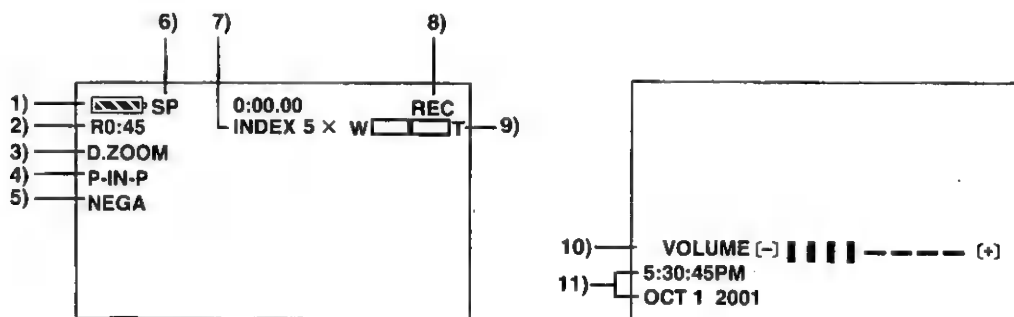 6) 7) 8)
1) SP 0:00.00 REC
2) R0:45 INDEX 5 × W T 9)
3) D.ZOOM
4) P-IN-P
5) NEGA
10) VOLUME [−] [+]
11) 5:30:45PM
OCT 1 2001